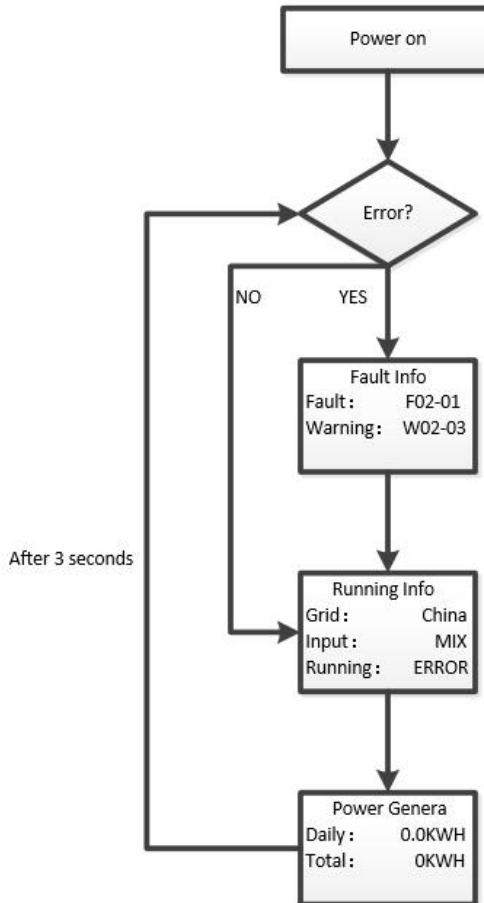 Power on
Error?
NO YES
Fault Info
Fault： F02-01
Warning： W02-03
After 3 seconds
Running Info
Grid： China
Input： MIX
Running： ERROR
Power Genera
Daily： 0.0KWH
Total： 0KWH